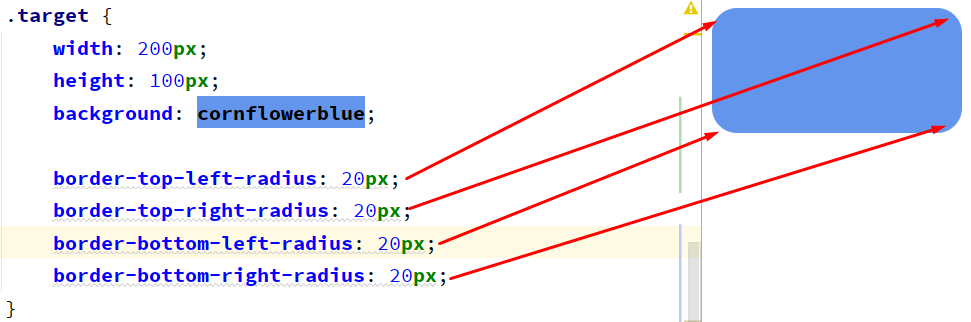 .target {
width: 200px;
height: 100px;
background: cornflowerblue;
border-top-left-radius: 20px;
border-top-right-radius: 20px;
border-bottom-left-radius: 20px;
border-bottom-right-radius: 20px;
}